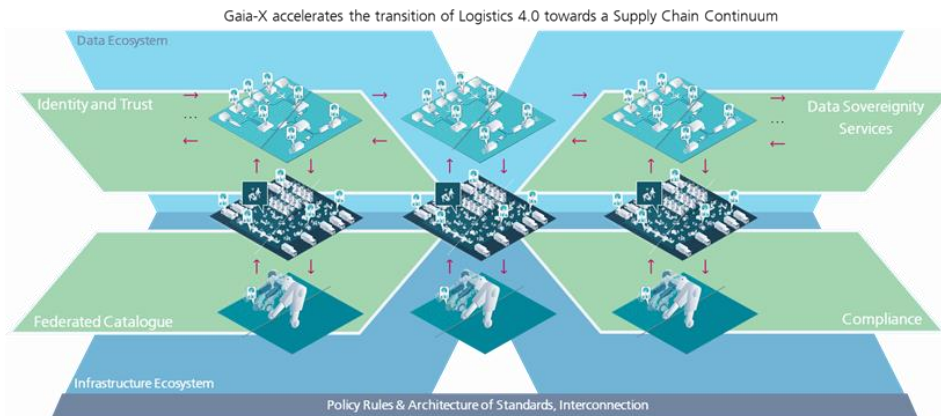 Gaia-X accelerates the transition of Logistics 4.0 towards a Supply Chain Continuum
Data Ecosystem
Identity and Trust
Data Sovereignity
Services
...
...
Federated Catalogue
Compliance
Infrastructure Ecosystem
Policy Rules & Architecture of Standards, Interconnection